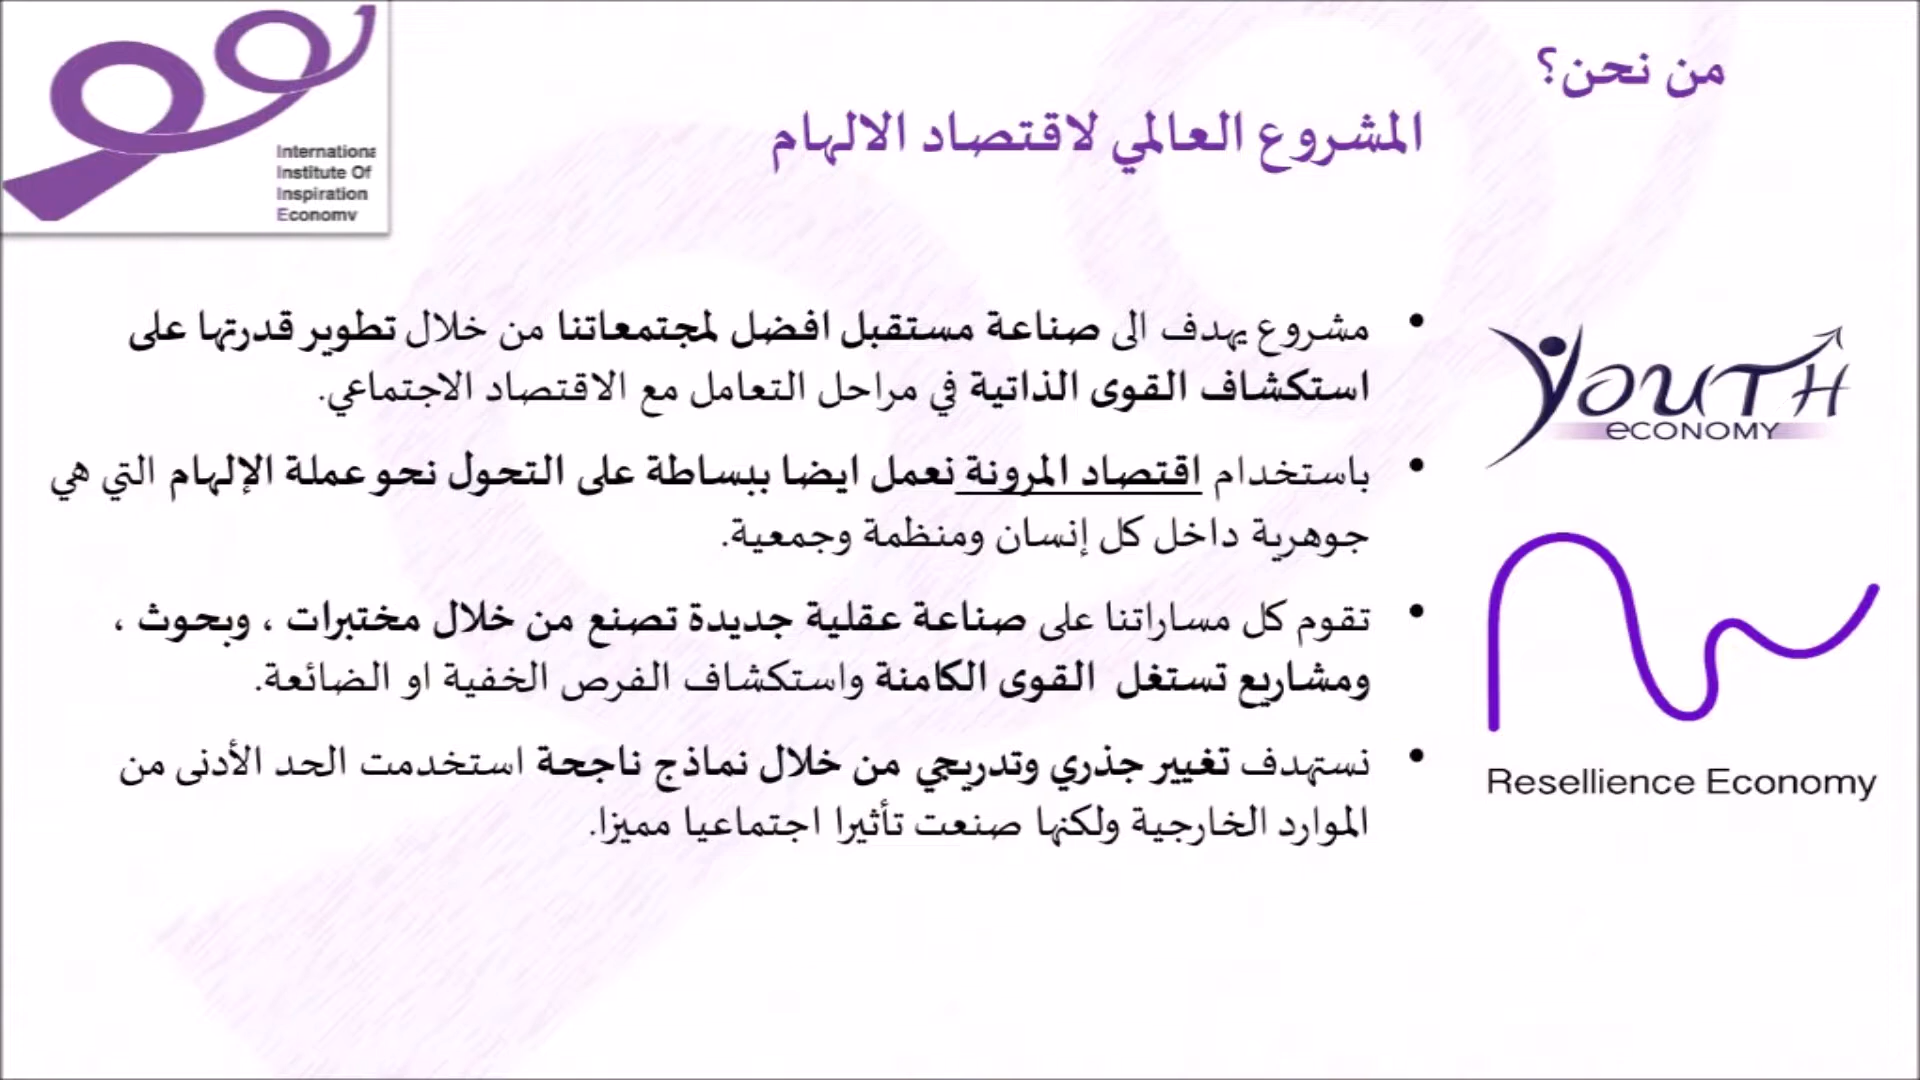 من نحن؟
المشروع العالمي لاقتصاد الالهام
Internationa
Institute Of
Inspiration
Economy
• مشروع يهدف الى صناعة مستقبل افضل لمجتمعاتنا من خلال تطوير قدرتها على
استكشاف القوى الذاتية في مراحل التعامل مع الاقتصاد الاجتماعي.
• باستخدام اقتصاد المرونة نعمل ايضا ببساطة على التحول نحو عملة الإلهام التي هي
جوهرية داخل كل إنسان ومنظمة وجمعية.
• تقوم كل مساراتنا على صناعة عقلية جديدة تصنع من خلال مختبرات ، وبحوث ،
ومشاريع تستغل القوى الكامنة واستكشاف الفرص الخفية او الضائعة.
• نستهدف تغيير جذري وتدريجي من خلال نماذج ناجحة استخدمت الحد الأدنى من
الموارد الخارجية ولكنها صنعت تأثيرا اجتماعيا مميزا.
YOUTH
eCONOMY
Resellience Economy